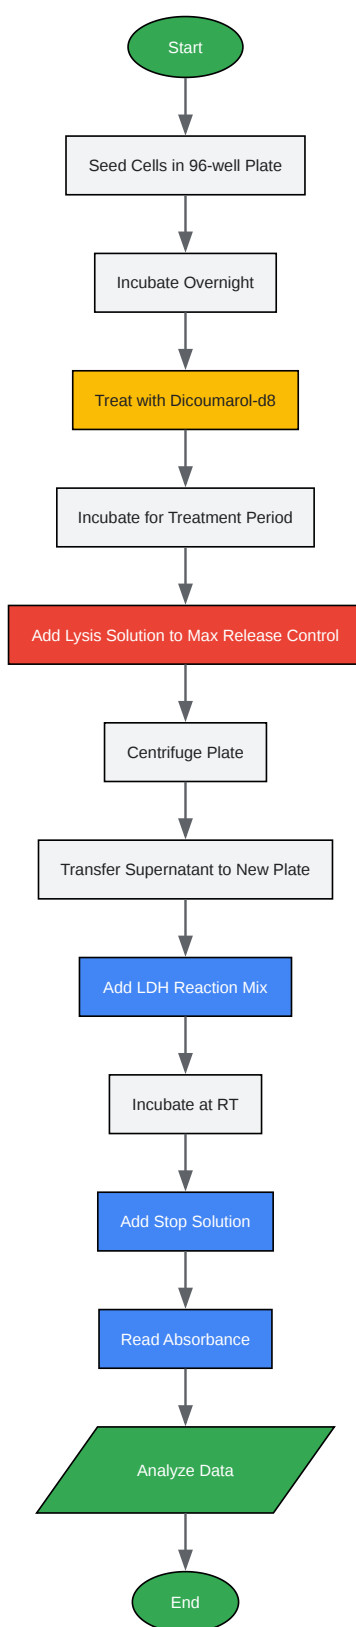 Start
Seed Cells in 96-well Plate
Incubate Overnight
Treat with Dicoumarol-d8
Incubate for Treatment Period
Add Lysis Solution to Max Release Control
Centrifuge Plate
Transfer Supernatant to New Plate
Add LDH Reaction Mix
Incubate at RT
Add Stop Solution
Read Absorbance
Analyze Data
End